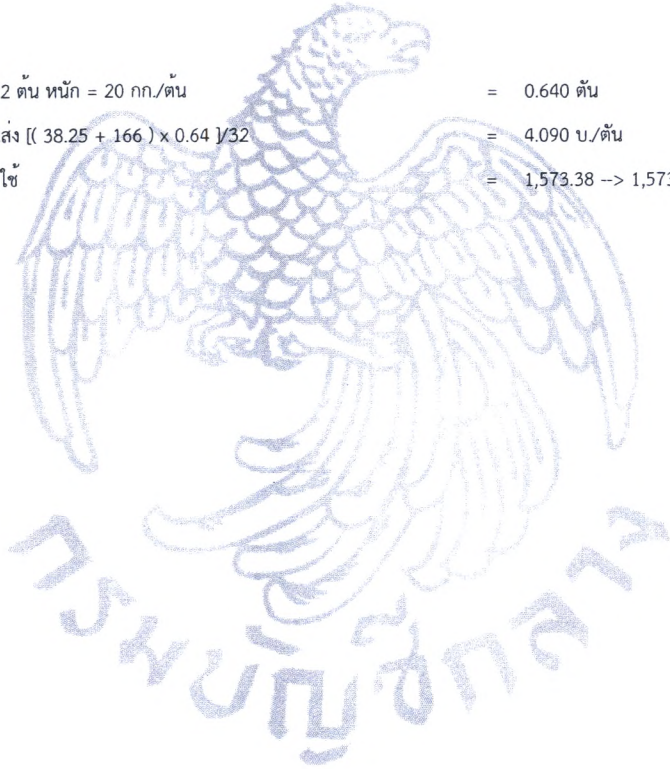 2 ต้น หนัก = 20 กก./ต้น = 0.640 ตัน
ส่ง [( 38.25 + 166 ) x 0.64 ]/32 = 4.090 บ./ต้น
ใช้ = 1,573.38 --> 1,573
กรมบัญชีกลาง